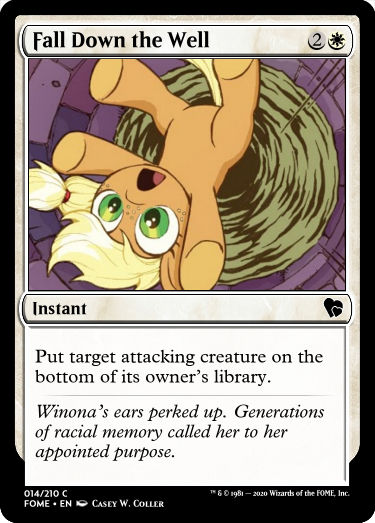 Fall Down the Well 2
Instant
Put target attacking creature on the
bottom of its owner's library.
Winona's ears perked up. Generations
of racial memory called her to her
appointed purpose.
014/210 C
FOME • EN Casey W. Coller
™ & © 1981 — 2020 Wizards of the FOME, Inc.